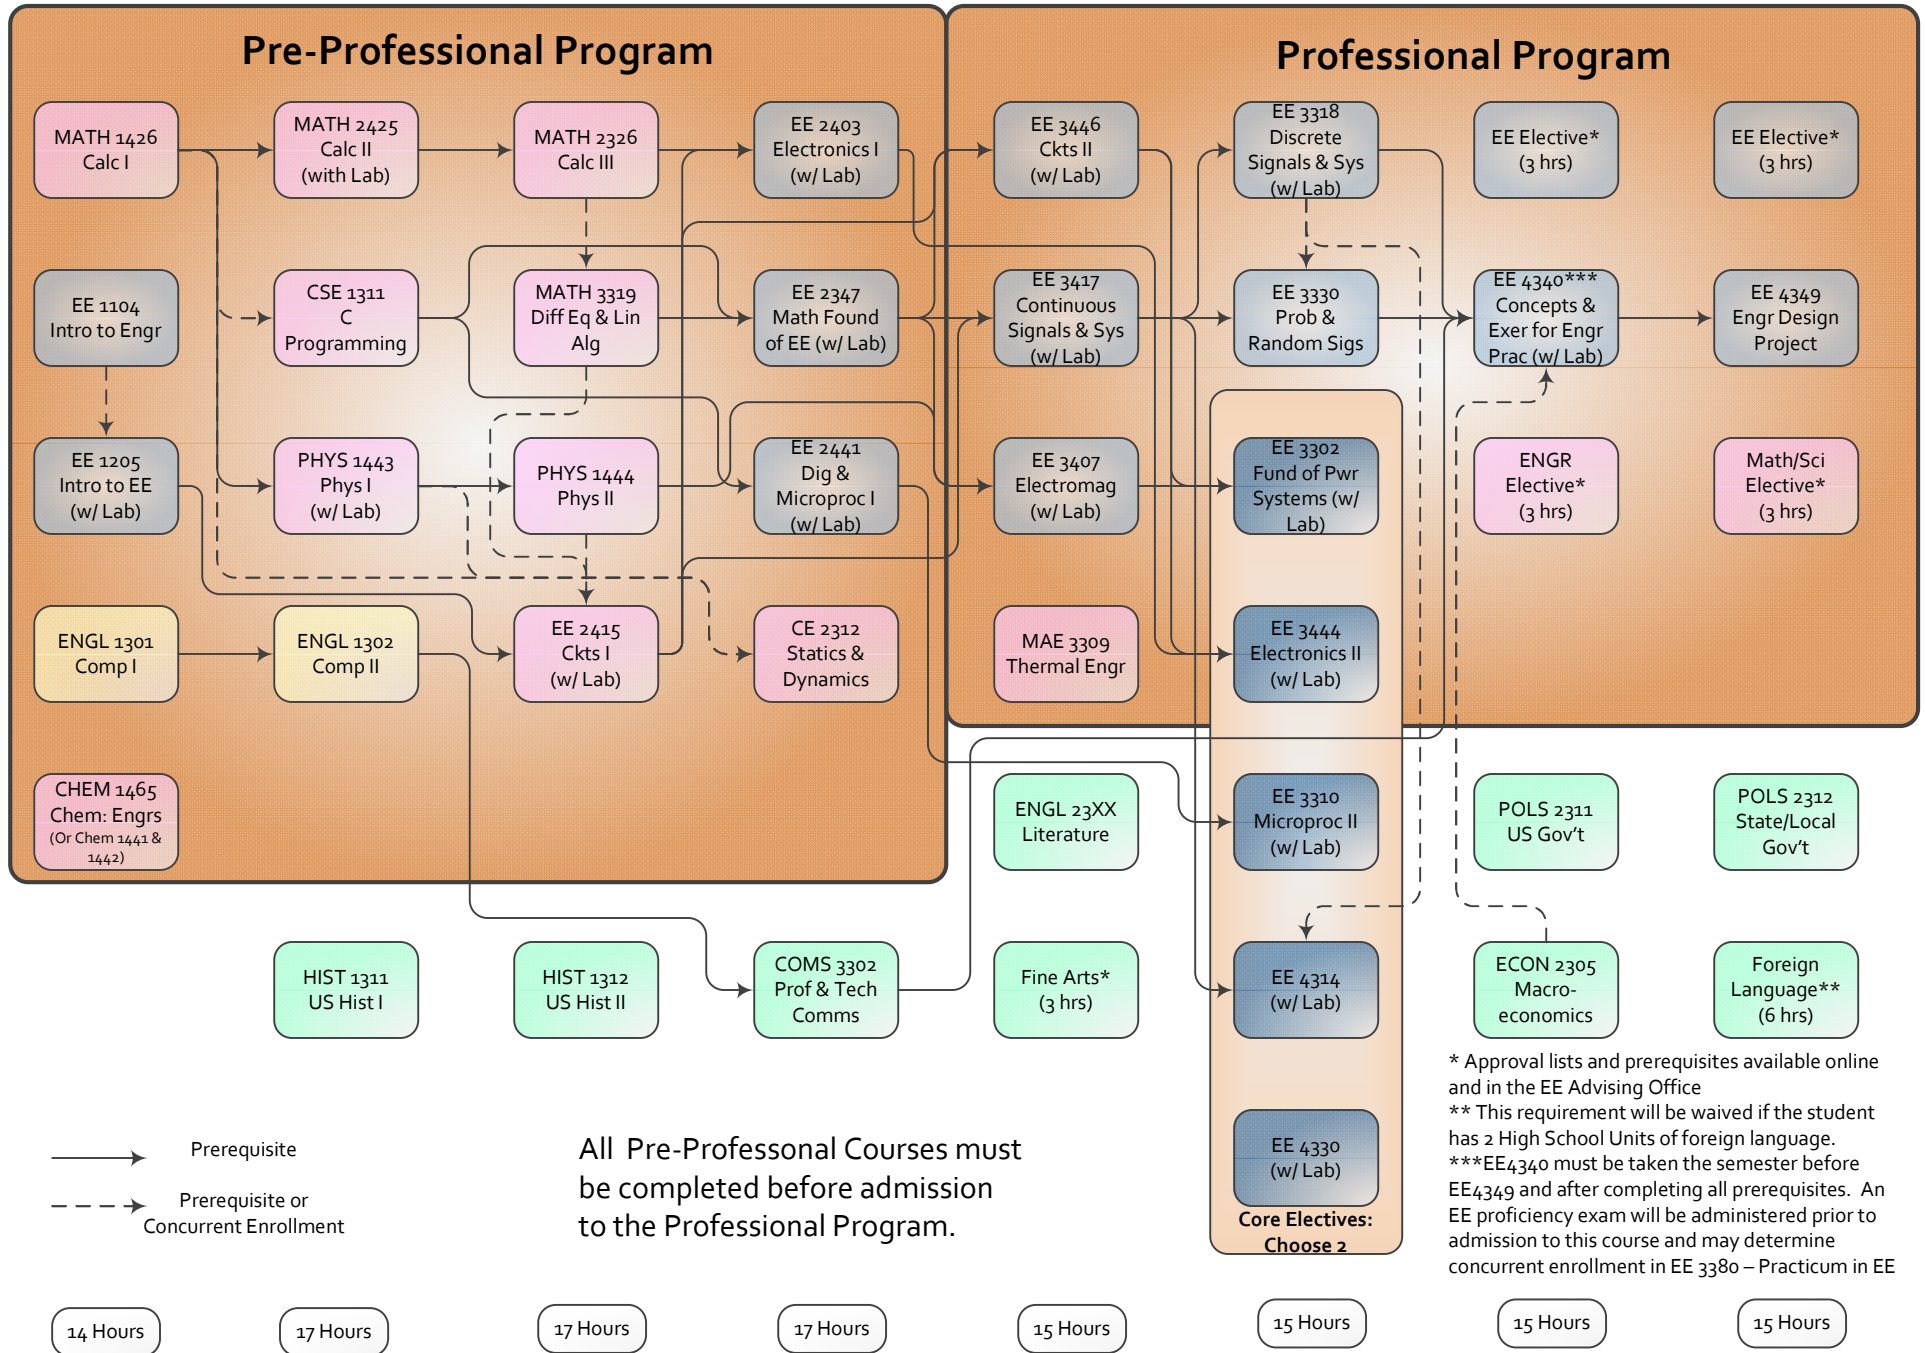 Pre-Professional Program
Professional Program
MATH 1426
Calc I
MATH 2425
Calc II
(with Lab)
MATH 2326
Calc III
EE 2403
Electronics I
(w/ Lab)
EE 3446
Ckts II
(w/ Lab)
EE 3318
Discrete
Signals & Sys
(w/ Lab)
EE Elective*
(3 hrs)
EE Elective*
(3 hrs)
EE 1104
Intro to Engr
CSE 1311
C
Programming
MATH 3319
Diff Eq & Lin
Alg
EE 2347
Math Found
of EE (w/ Lab)
EE 3417
Continuous
Signals & Sys
(w/ Lab)
EE 3330
Prob &
Random Sigs
EE 4340***
Concepts &
Exer for Engr
Prac (w/ Lab)
EE 4349
Engr Design
Project
EE 1205
Intro to EE
(w/ Lab)
PHYS 1443
Phys I
(w/ Lab)
PHYS 1444
Phys II
EE 2441
Dig &
Microproc I
(w/ Lab)
EE 3407
Electromag
(w/ Lab)
EE 3302
Fund of Pwr
Systems (w/
Lab)
ENGR
Elective*
(3 hrs)
Math/Sci
Elective*
(3 hrs)
ENGL 1301
Comp I
ENGL 1302
Comp II
EE 2415
Ckts I
(w/ Lab)
CE 2312
Statics &
Dynamics
MAE 3309
Thermal Engr
EE 3444
Electronics II
(w/ Lab)
CHEM 1465
Chem: Engrs
(Or Chem 1441 &
1442)
ENGL 23XX
Literature
EE 3310
Microproc II
(w/ Lab)
POLS 2311
US Gov't
POLS 2312
State/Local
Gov't
HIST 1311
US Hist I
HIST 1312
US Hist II
COMS 3302
Prof & Tech
Comms
Fine Arts*
(3 hrs)
EE 4314
(w/ Lab)
ECON 2305
Macro-
economics
Foreign
Language**
(6 hrs)
EE 4330
(w/ Lab)
Core Electives:
Choose 2
* Approval lists and prerequisites available online
and in the EE Advising Office
** This requirement will be waived if the student
has 2 High School Units of foreign language.
***EE4340 must be taken the semester before
EE4349 and after completing all prerequisites. An
EE proficiency exam will be administered prior to
admission to this course and may determine
concurrent enrollment in EE 3380 – Practicum in EE
Prerequisite
Prerequisite or
Concurrent Enrollment
All Pre-Professonal Courses must
be completed before admission
to the Professional Program.
14 Hours
17 Hours
17 Hours
17 Hours
15 Hours
15 Hours
15 Hours
15 Hours